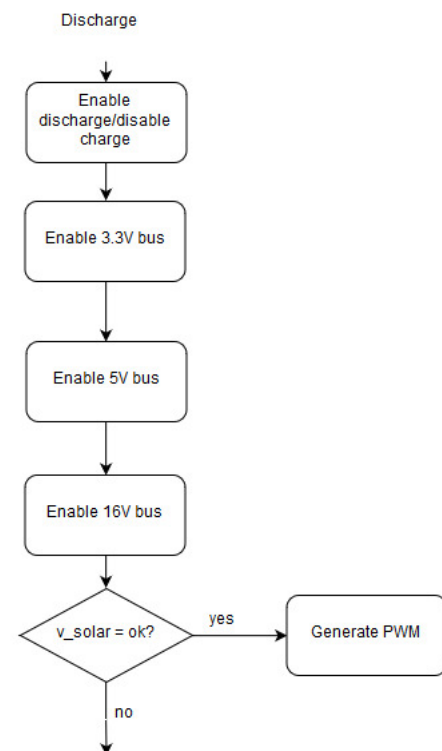 Discharge
Enable
discharge/disable
charge
Enable 3.3V bus
Enable 5V bus
Enable 16V bus
v_solar = ok?
yes
Generate PWM
no